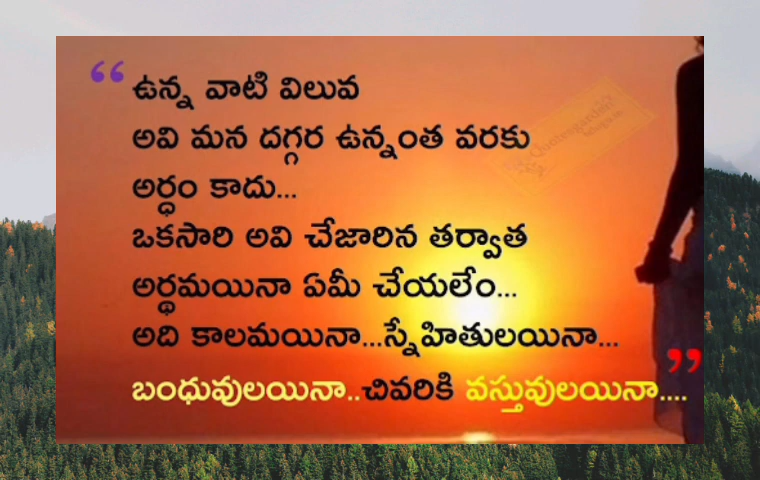 “ ఉన్న వాటి విలువ
అవి మన దగ్గర ఉన్నంత వరకు
అర్ధం కాదు...
ఒకసారి అవి చేజారిన తర్వాత
అర్థమయినా ఏమీ చేయలేం...
అది కాలమయినా...స్నేహితులయినా...
బంధువులయినా..చివరికి వస్తువులయినా.... ”